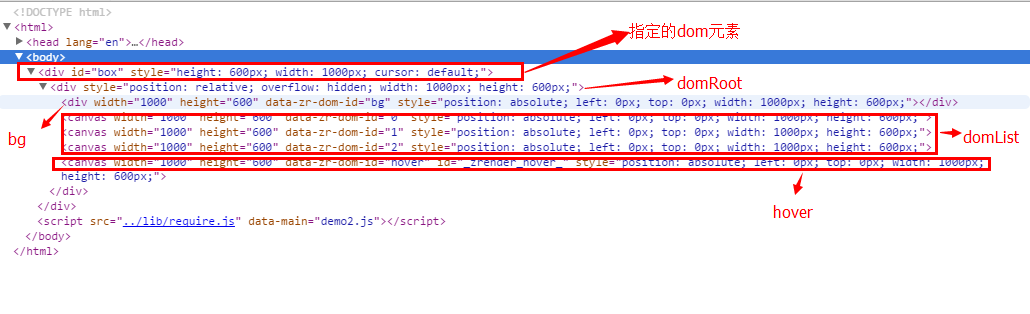 <!DOCTYPE html>
<html>
<head lang="en">…</head>
指定的dom元素
<body>
<div id="box" style="height: 600px; width: 1000px; cursor: default;">
<div style="position: relative; overflow: hidden; width: 1000px; height: 600px;">
domRoot
<div width="1000" height="600" data-zr-dom-id="bg" style="position: absolute; left: 0px; top: 0px; width: 1000px; height: 600px;"></div>
bg
<canvas width="1000" height="600" data-zr-dom-id="0" style="position: absolute; left: 0px; top: 0px; width: 1000px; height: 600px;">
<canvas width="1000" height="600" data-zr-dom-id="1" style="position: absolute; left: 0px; top: 0px; width: 1000px; height: 600px;">
domList
<canvas width="1000" height="600" data-zr-dom-id="2" style="position: absolute; left: 0px; top: 0px; width: 1000px; height: 600px;">
<canvas width="1000" height="600" data-zr-dom-id="hover" id="_zrender_hover_" style="position: absolute; left: 0px; top: 0px; width: 1000px;
height: 600px;">
</div>
hover
</div>
<script src="../lib/require.js" data-main="demo2.js"></script>
</body>
</html>